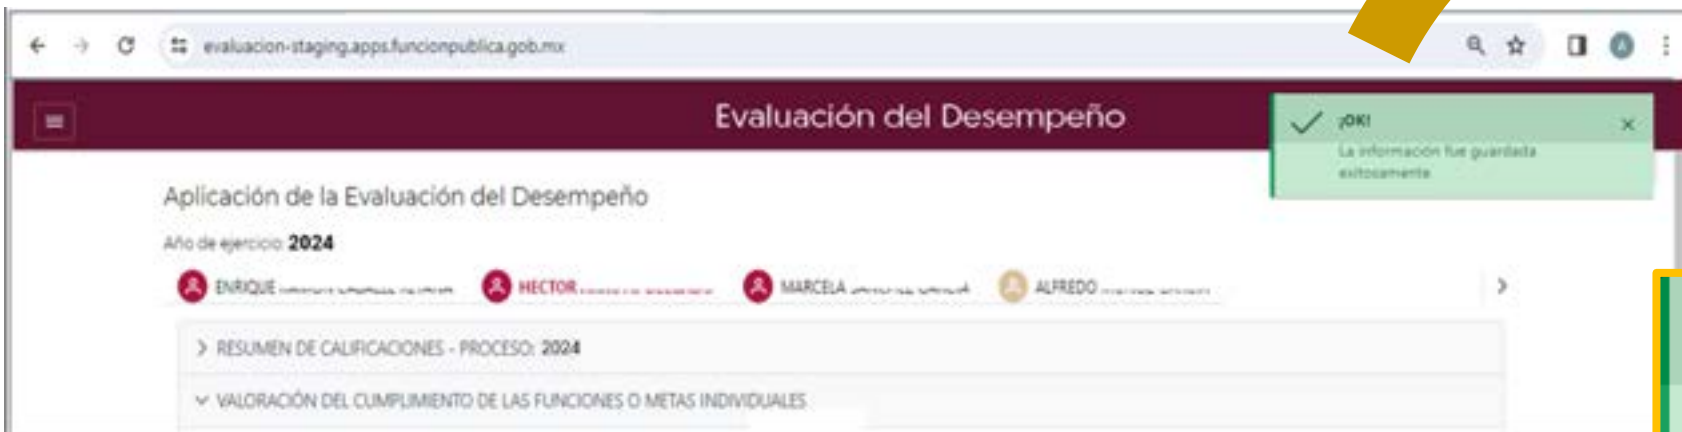 evaluacion-staging.apps.funcionpublica.gob.mx
A
Evaluación del Desempeño
¡OK!
La información fue guardada
exitosamente
Aplicación de la Evaluación del Desempeño
Año de ejercicio: 2024
ENRIQUE HECTOR MARCELA ALFREDO
RESUMEN DE CALIFICACIONES - PROCESO: 2024
VALORACIÓN DEL CUMPLIMIENTO DE LAS FUNCIONES O METAS INDIVIDUALES